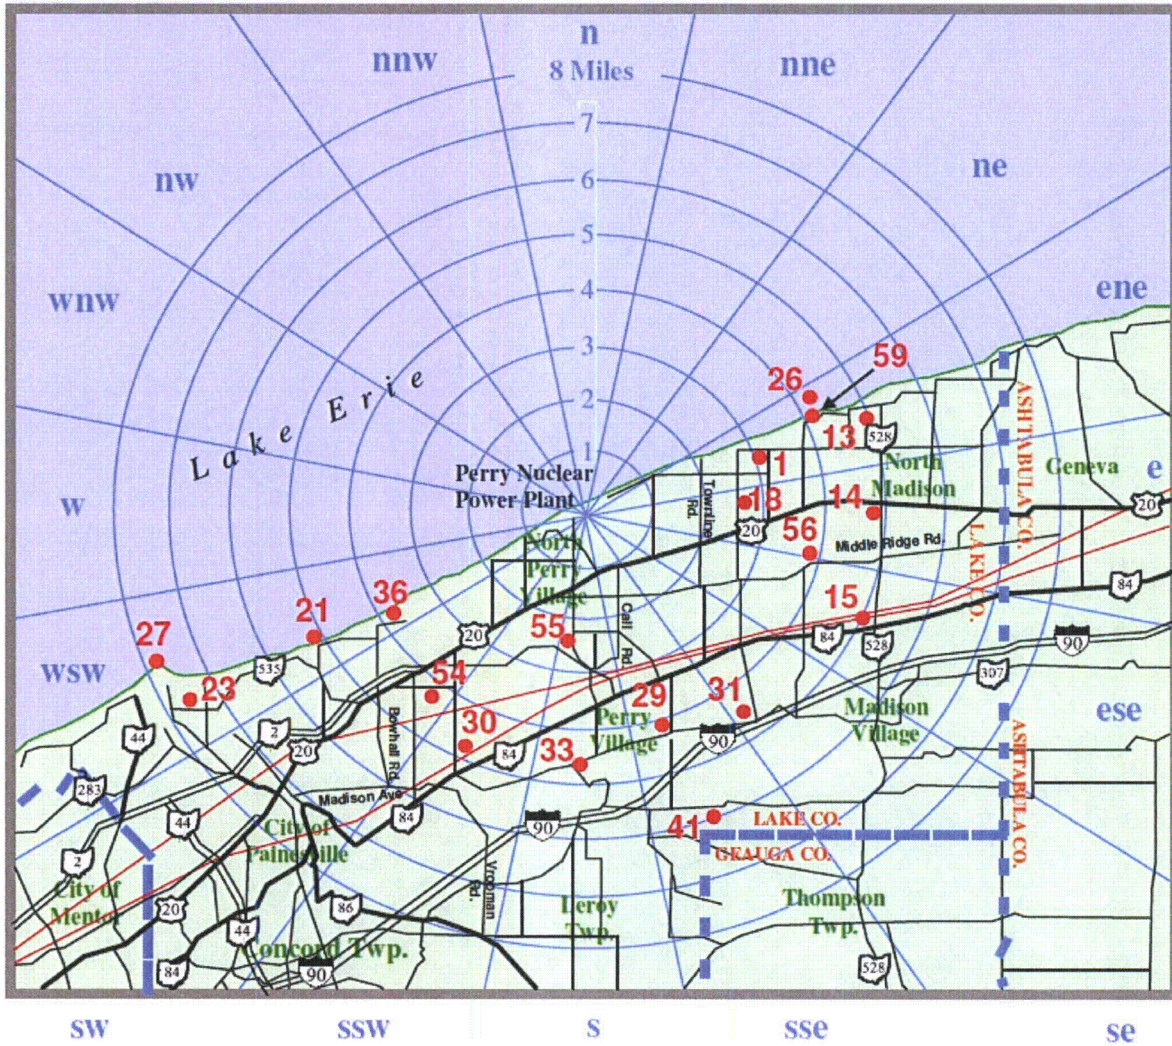 n
nnw
nne
8 Miles
7
nw
ne
6
5
wnw
ene
4
3
59
26
Lake Erie
2
ASHTABULA CO.
13
528
1
1
North
Madison
Geneva
e
Perry Nuclear
Power Plant
w
Townline
Rd.
18
14
20
20
56
Middle Ridge Rd.
LAKE CO.
North
Perry
Village
84
36
15
21
Call
Rd.
20
55
84
528
90
27
535
307
wsw
23
54
29
31
Madison
Village
ese
Perry
Village
44
2
20
30
Bowhall Rd.
84
33
90
ASHTABULA CO.
283
Madison Ave
84
44
90
41
LAKE CO.
City of
Painesville
GEAUGA CO.
2
City of
Mentor
Vrooman
Rd.
20
86
Leroy
Twp.
Thompson
Twp.
44
Concord Twp.
84
90
528
sw
ssw
s
sse
se